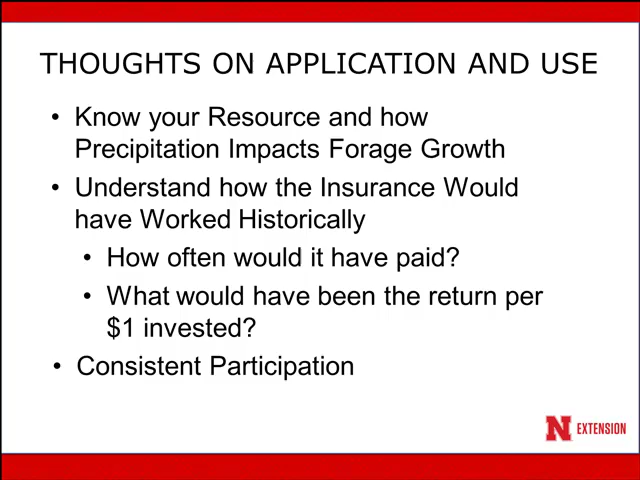 THOUGHTS ON APPLICATION AND USE
• Know your Resource and how
Precipitation Impacts Forage Growth
• Understand how the Insurance Would
have Worked Historically
• How often would it have paid?
• What would have been the return per
$1 invested?
• Consistent Participation
N EXTENSION